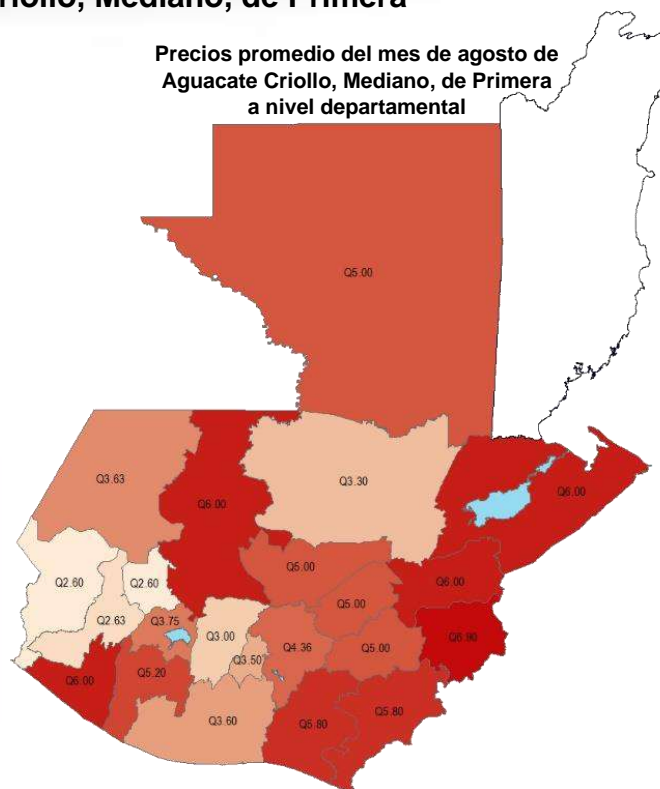 riollo, Mediano, de Primera
Precios promedio del mes de agosto de
Aguacate Criollo, Mediano, de Primera
a nivel departamental
Q5.00
Q3.63
Q6.00
Q3.30
Q6.00
Q2.60
Q2.60
Q5.00
Q6.00
Q5.00
Q2.63
Q3.75
Q3.00
Q3.50
Q4.36
Q5.00
Q6.90
Q6.00
Q5.20
Q3.60
Q5.80
Q5.80